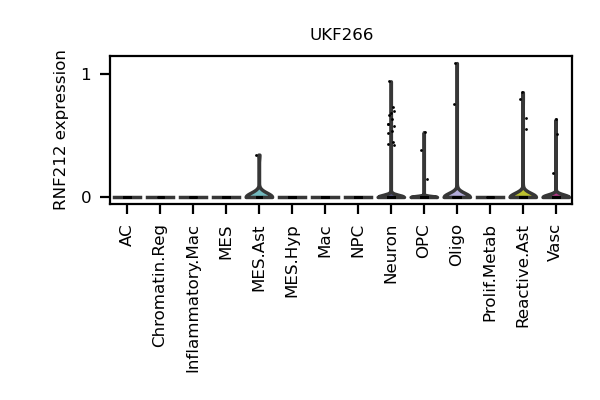 UKF266
RNF212 expression
1
0
AC
Chromatin.Reg
Inflammatory.Mac
MES
MES.Ast
MES.Hyp
Mac
NPC
Neuron
OPC
Oligo
Prolif.Metab
Reactive.Ast
Vasc